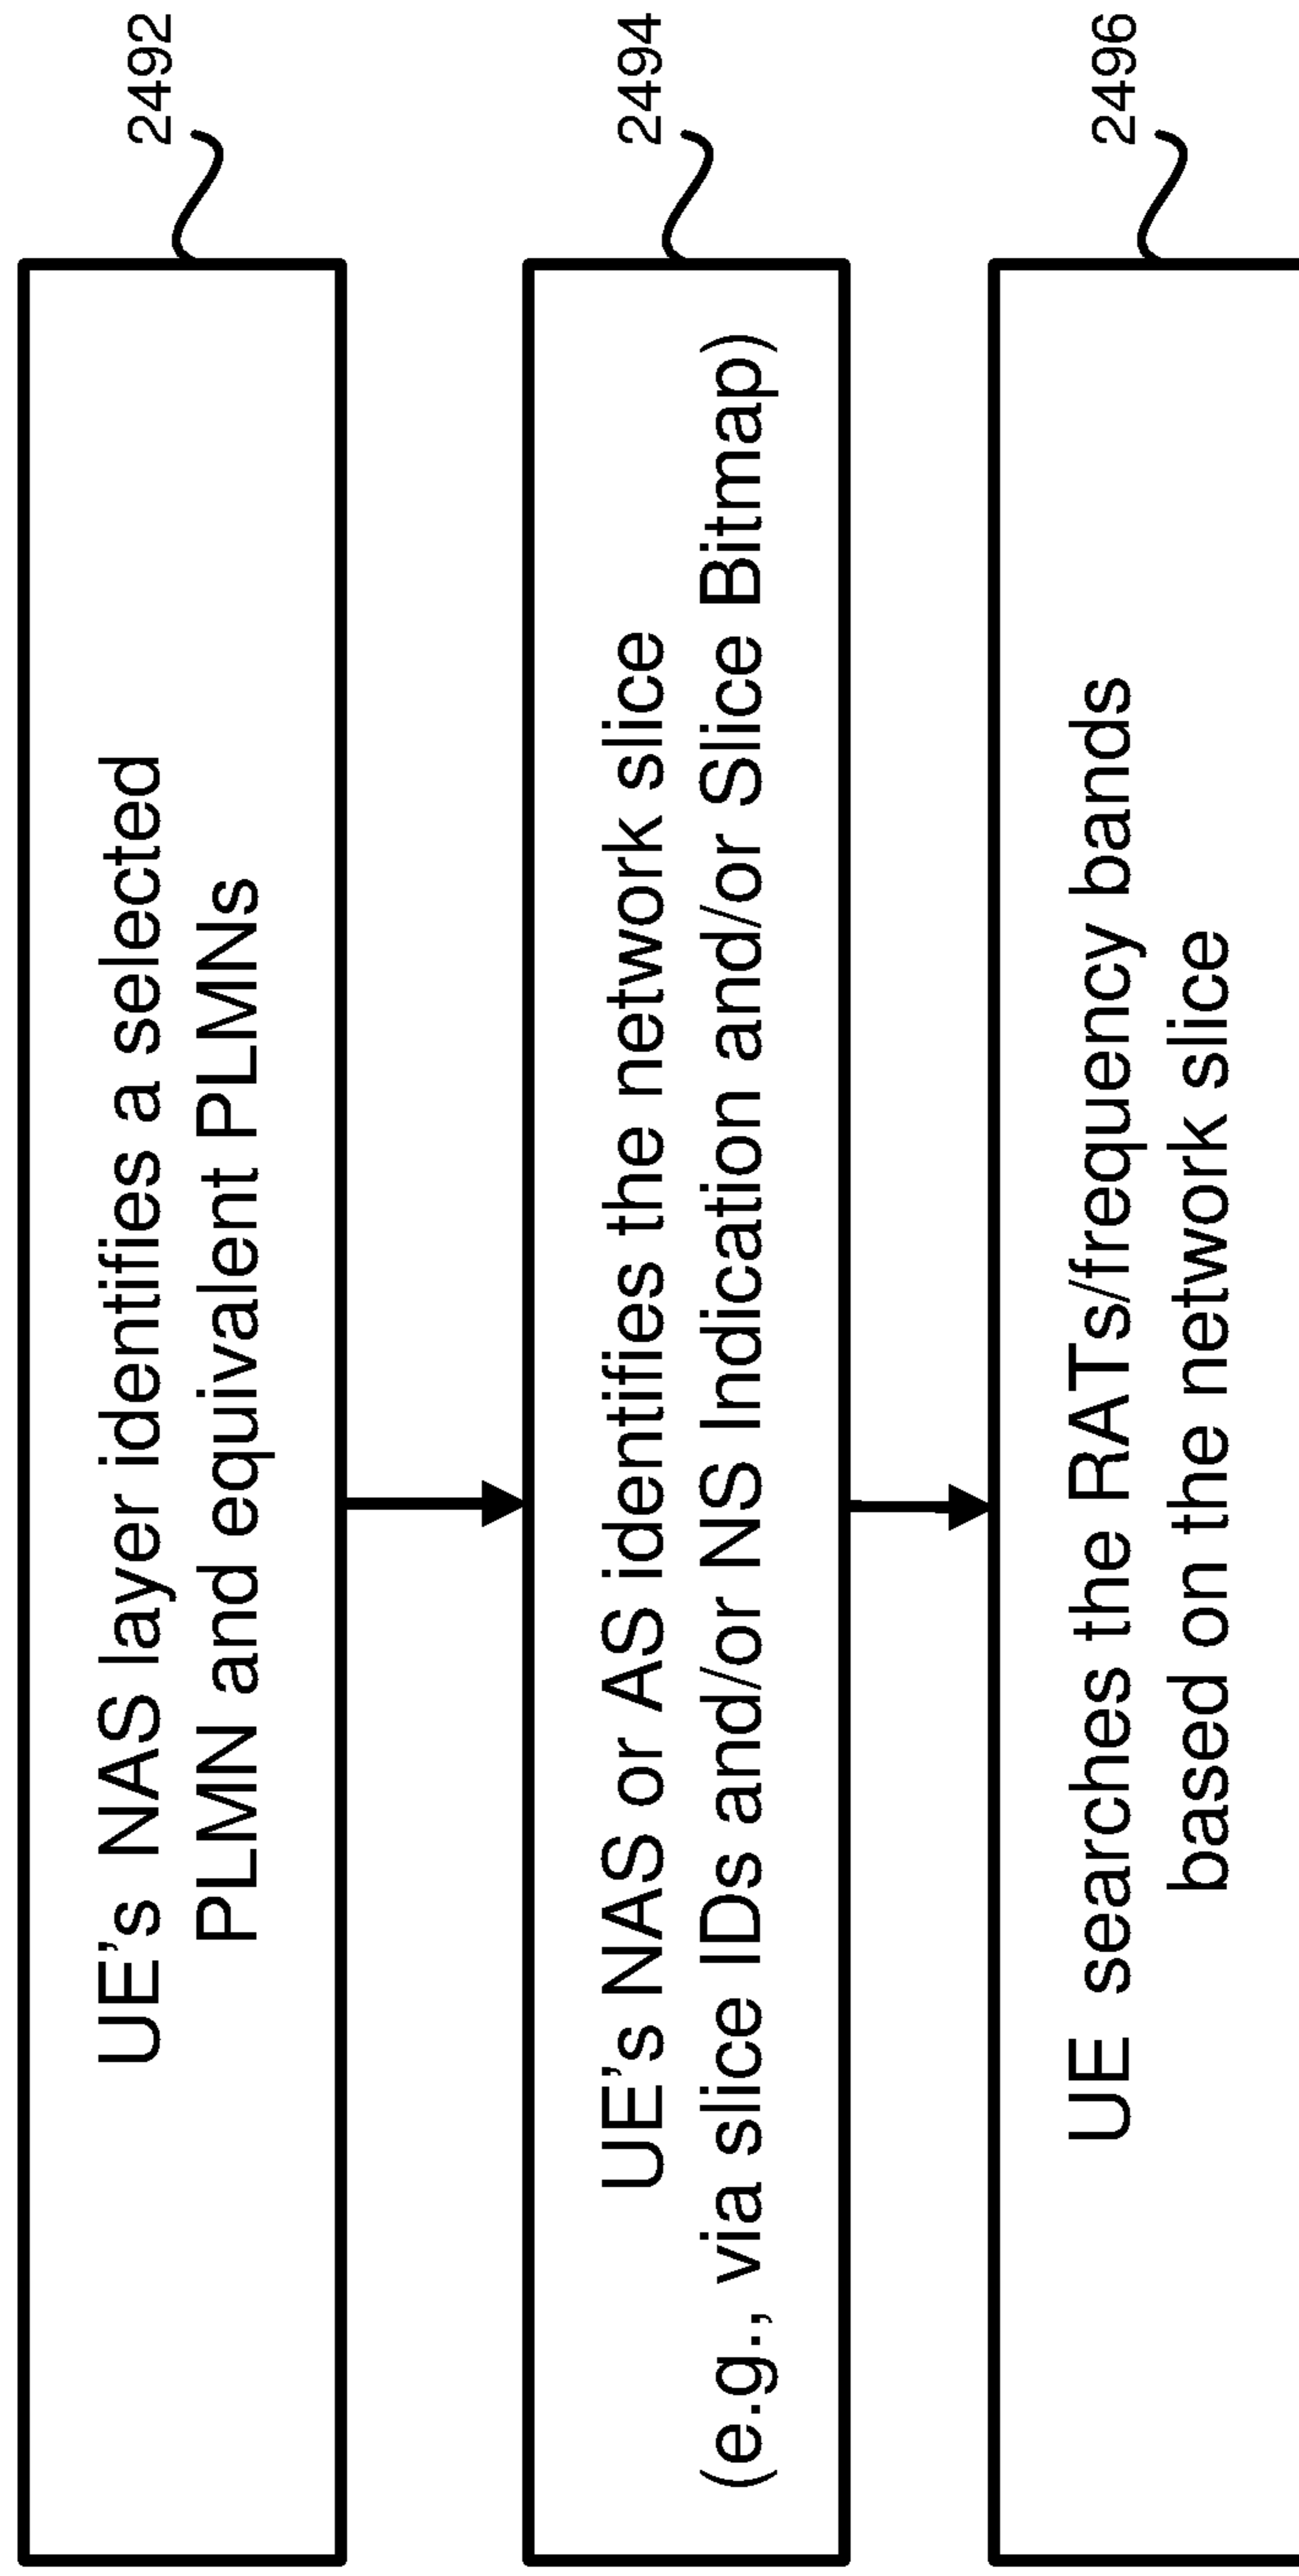 UE's NAS layer identifies a selected
PLMN and equivalent PLMNs
2492
UE's NAS or AS identifies the network slice
(e.g., via slice IDs and/or NS Indication and/or Slice Bitmap)
2494
UE searches the RATs/frequency bands
based on the network slice
2496